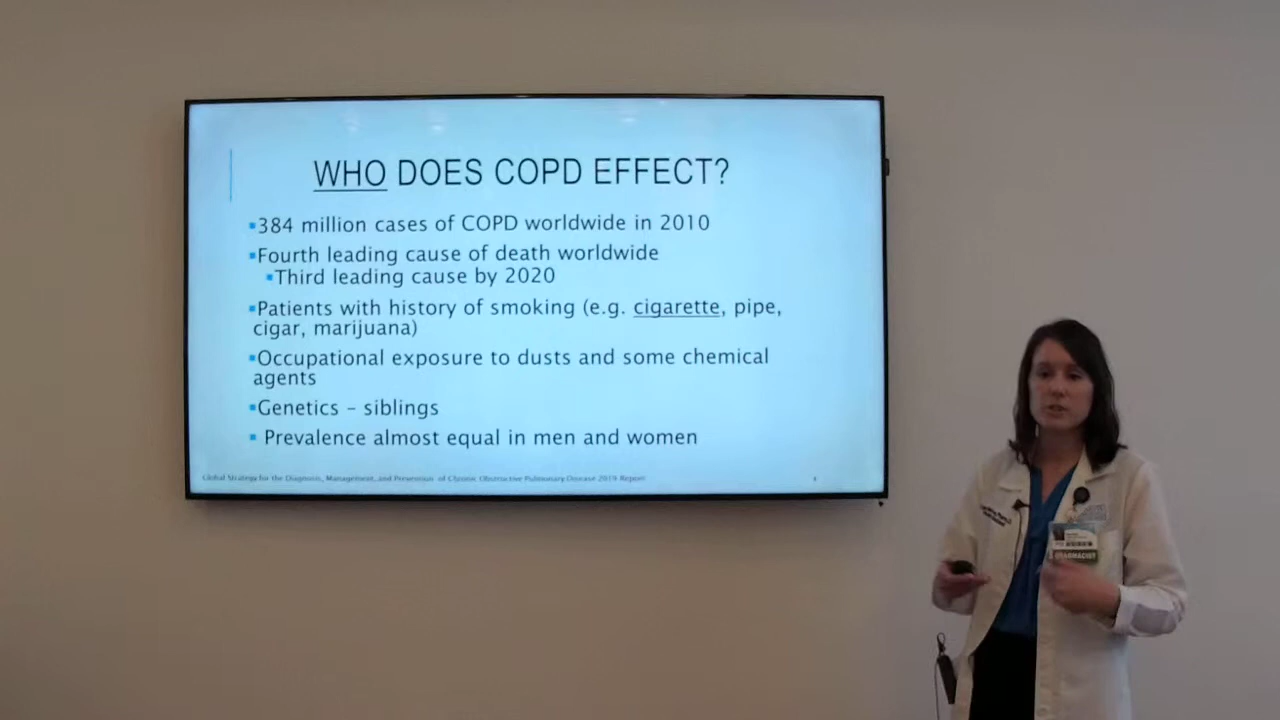 WHO DOES COPD EFFECT?
▪384 million cases of COPD worldwide in 2010
▪Fourth leading cause of death worldwide
▪Third leading cause by 2020
▪Patients with history of smoking (e.g. cigarette, pipe,
cigar, marijuana)
▪Occupational exposure to dusts and some chemical
agents
▪Genetics – siblings
▪ Prevalence almost equal in men and women
Global Strategy for the Diagnosis, Management, and Prevention of Chronic Obstructive Pulmonary Disease 2019 Report
PHARMACIST